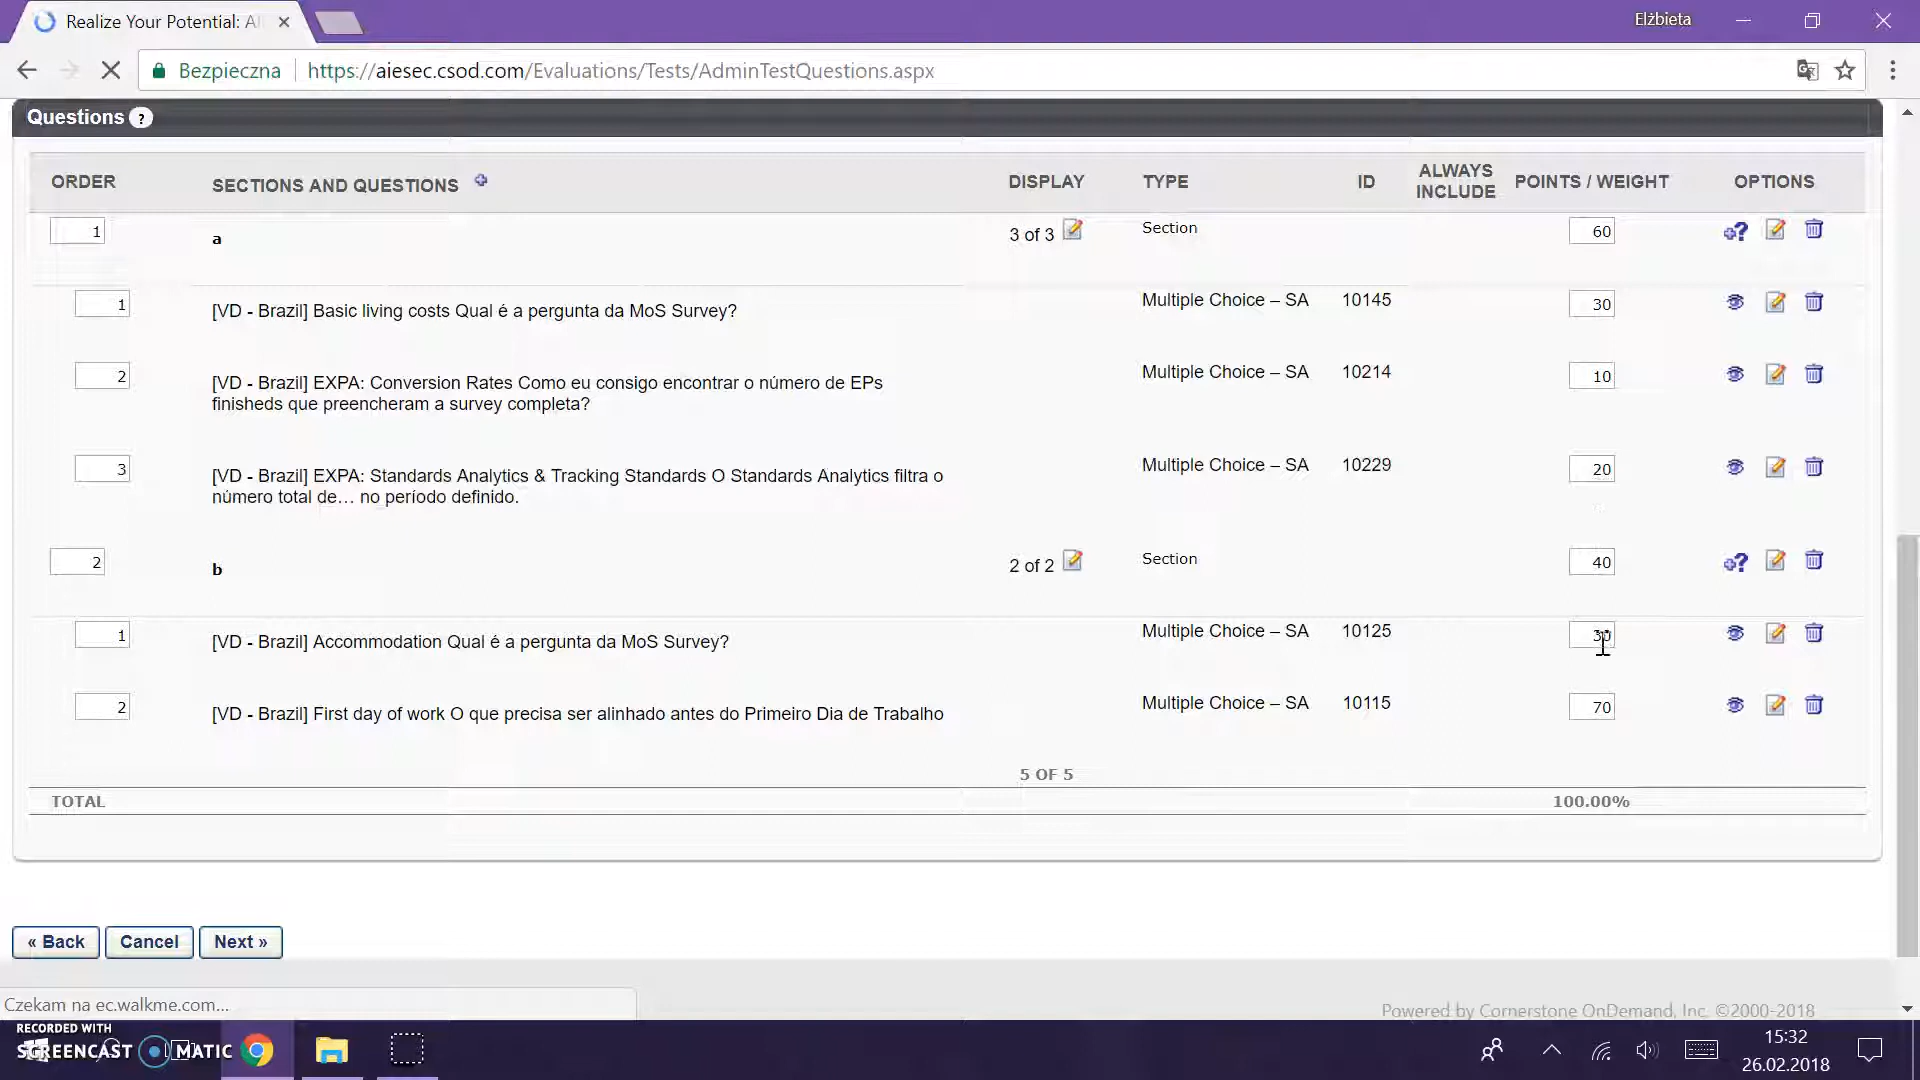 Realize Your Potential: AI
Elżbieta
Bezpieczna
https://aiesec.csod.com/Evaluations/Tests/AdminTestQuestions.aspx
Questions ?
ORDER SECTIONS AND QUESTIONS DISPLAY TYPE ID ALWAYS INCLUDE POINTS / WEIGHT OPTIONS
1 a 3 of 3 Section 60
1 [VD - Brazil] Basic living costs Qual é a pergunta da MoS Survey? Multiple Choice – SA 10145 30
2 [VD - Brazil] EXPA: Conversion Rates Como eu consigo encontrar o número de EPs Multiple Choice – SA 10214 10
finisheds que preencheram a survey completa?
3 [VD - Brazil] EXPA: Standards Analytics & Tracking Standards O Standards Analytics filtra o Multiple Choice – SA 10229 20
número total de… no período definido.
2 b 2 of 2 Section 40
1 [VD - Brazil] Accommodation Qual é a pergunta da MoS Survey? Multiple Choice – SA 10125 30
2 [VD - Brazil] First day of work O que precisa ser alinhado antes do Primeiro Dia de Trabalho Multiple Choice – SA 10115 70
5 OF 5
TOTAL 100.00%
« Back Cancel Next »
Czekam na ec.walkme.com...
Powered by Cornerstone OnDemand, Inc. ©2000-2018
RECORDED WITH
SCREENCAST MATIC
15:32
26.02.2018